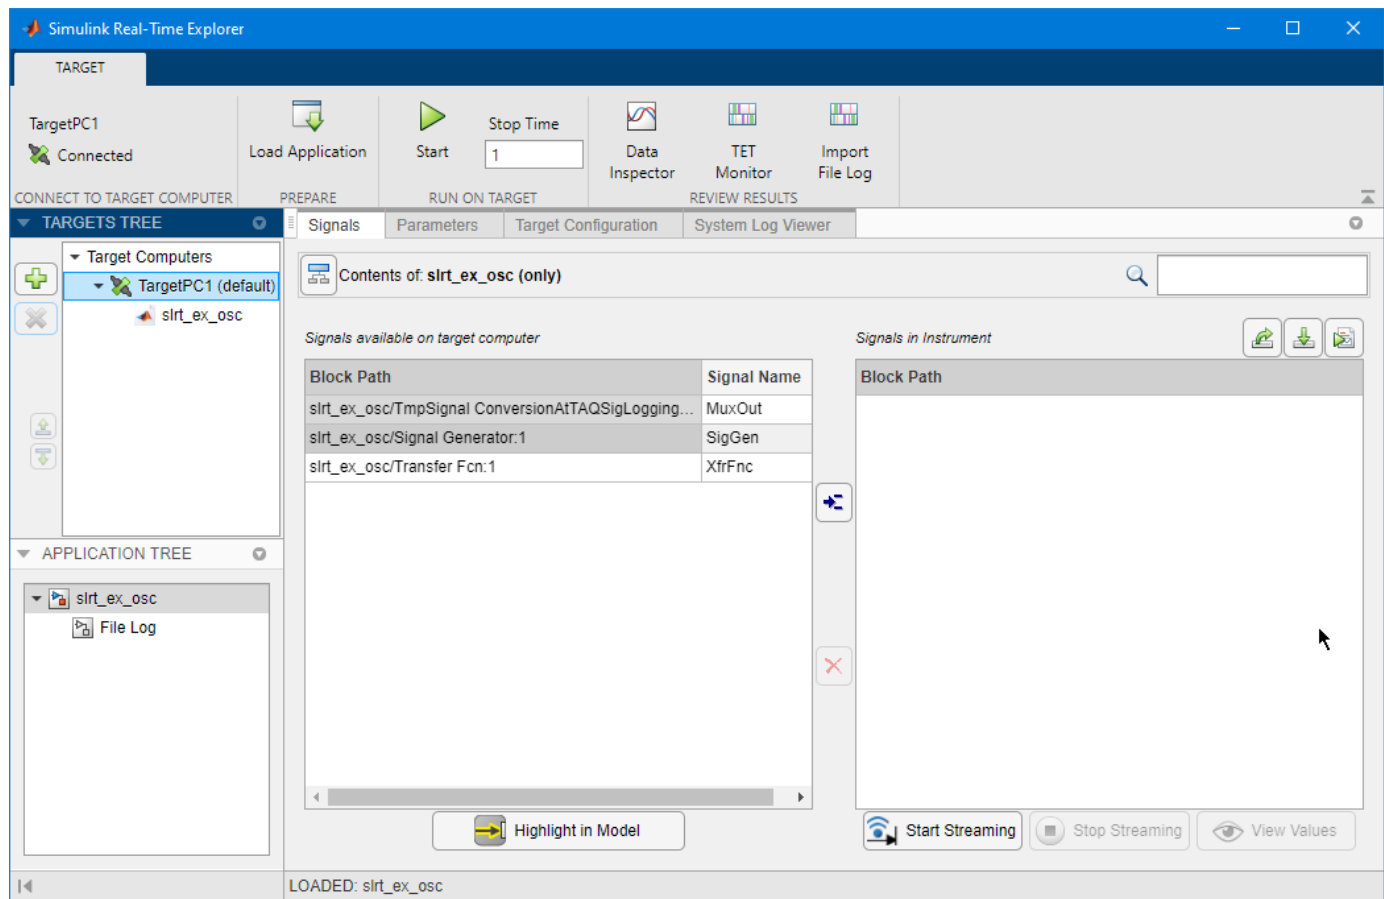 Simulink Real-Time Explorer
TARGET
TargetPC1
Connected
CONNECT TO TARGET COMPUTER
Load Application
PREPARE
Start
Stop Time
1
RUN ON TARGET
Data Inspector
TET Monitor
Import File Log
REVIEW RESULTS
TARGETS TREE
Target Computers
TargetPC1 (default)
slrt_ex_osc
APPLICATION TREE
slrt_ex_osc
File Log
Signals
Parameters
Target Configuration
System Log Viewer
Contents of: slrt_ex_osc (only)
Signals available on target computer
Block Path Signal Name
slrt_ex_osc/TmpSignal ConversionAtTAQSigLogging... MuxOut
slrt_ex_osc/Signal Generator:1 SigGen
slrt_ex_osc/Transfer Fcn:1 XfrFnc
Highlight in Model
Signals in Instrument
Block Path
Start Streaming
Stop Streaming
View Values
LOADED: slrt_ex_osc